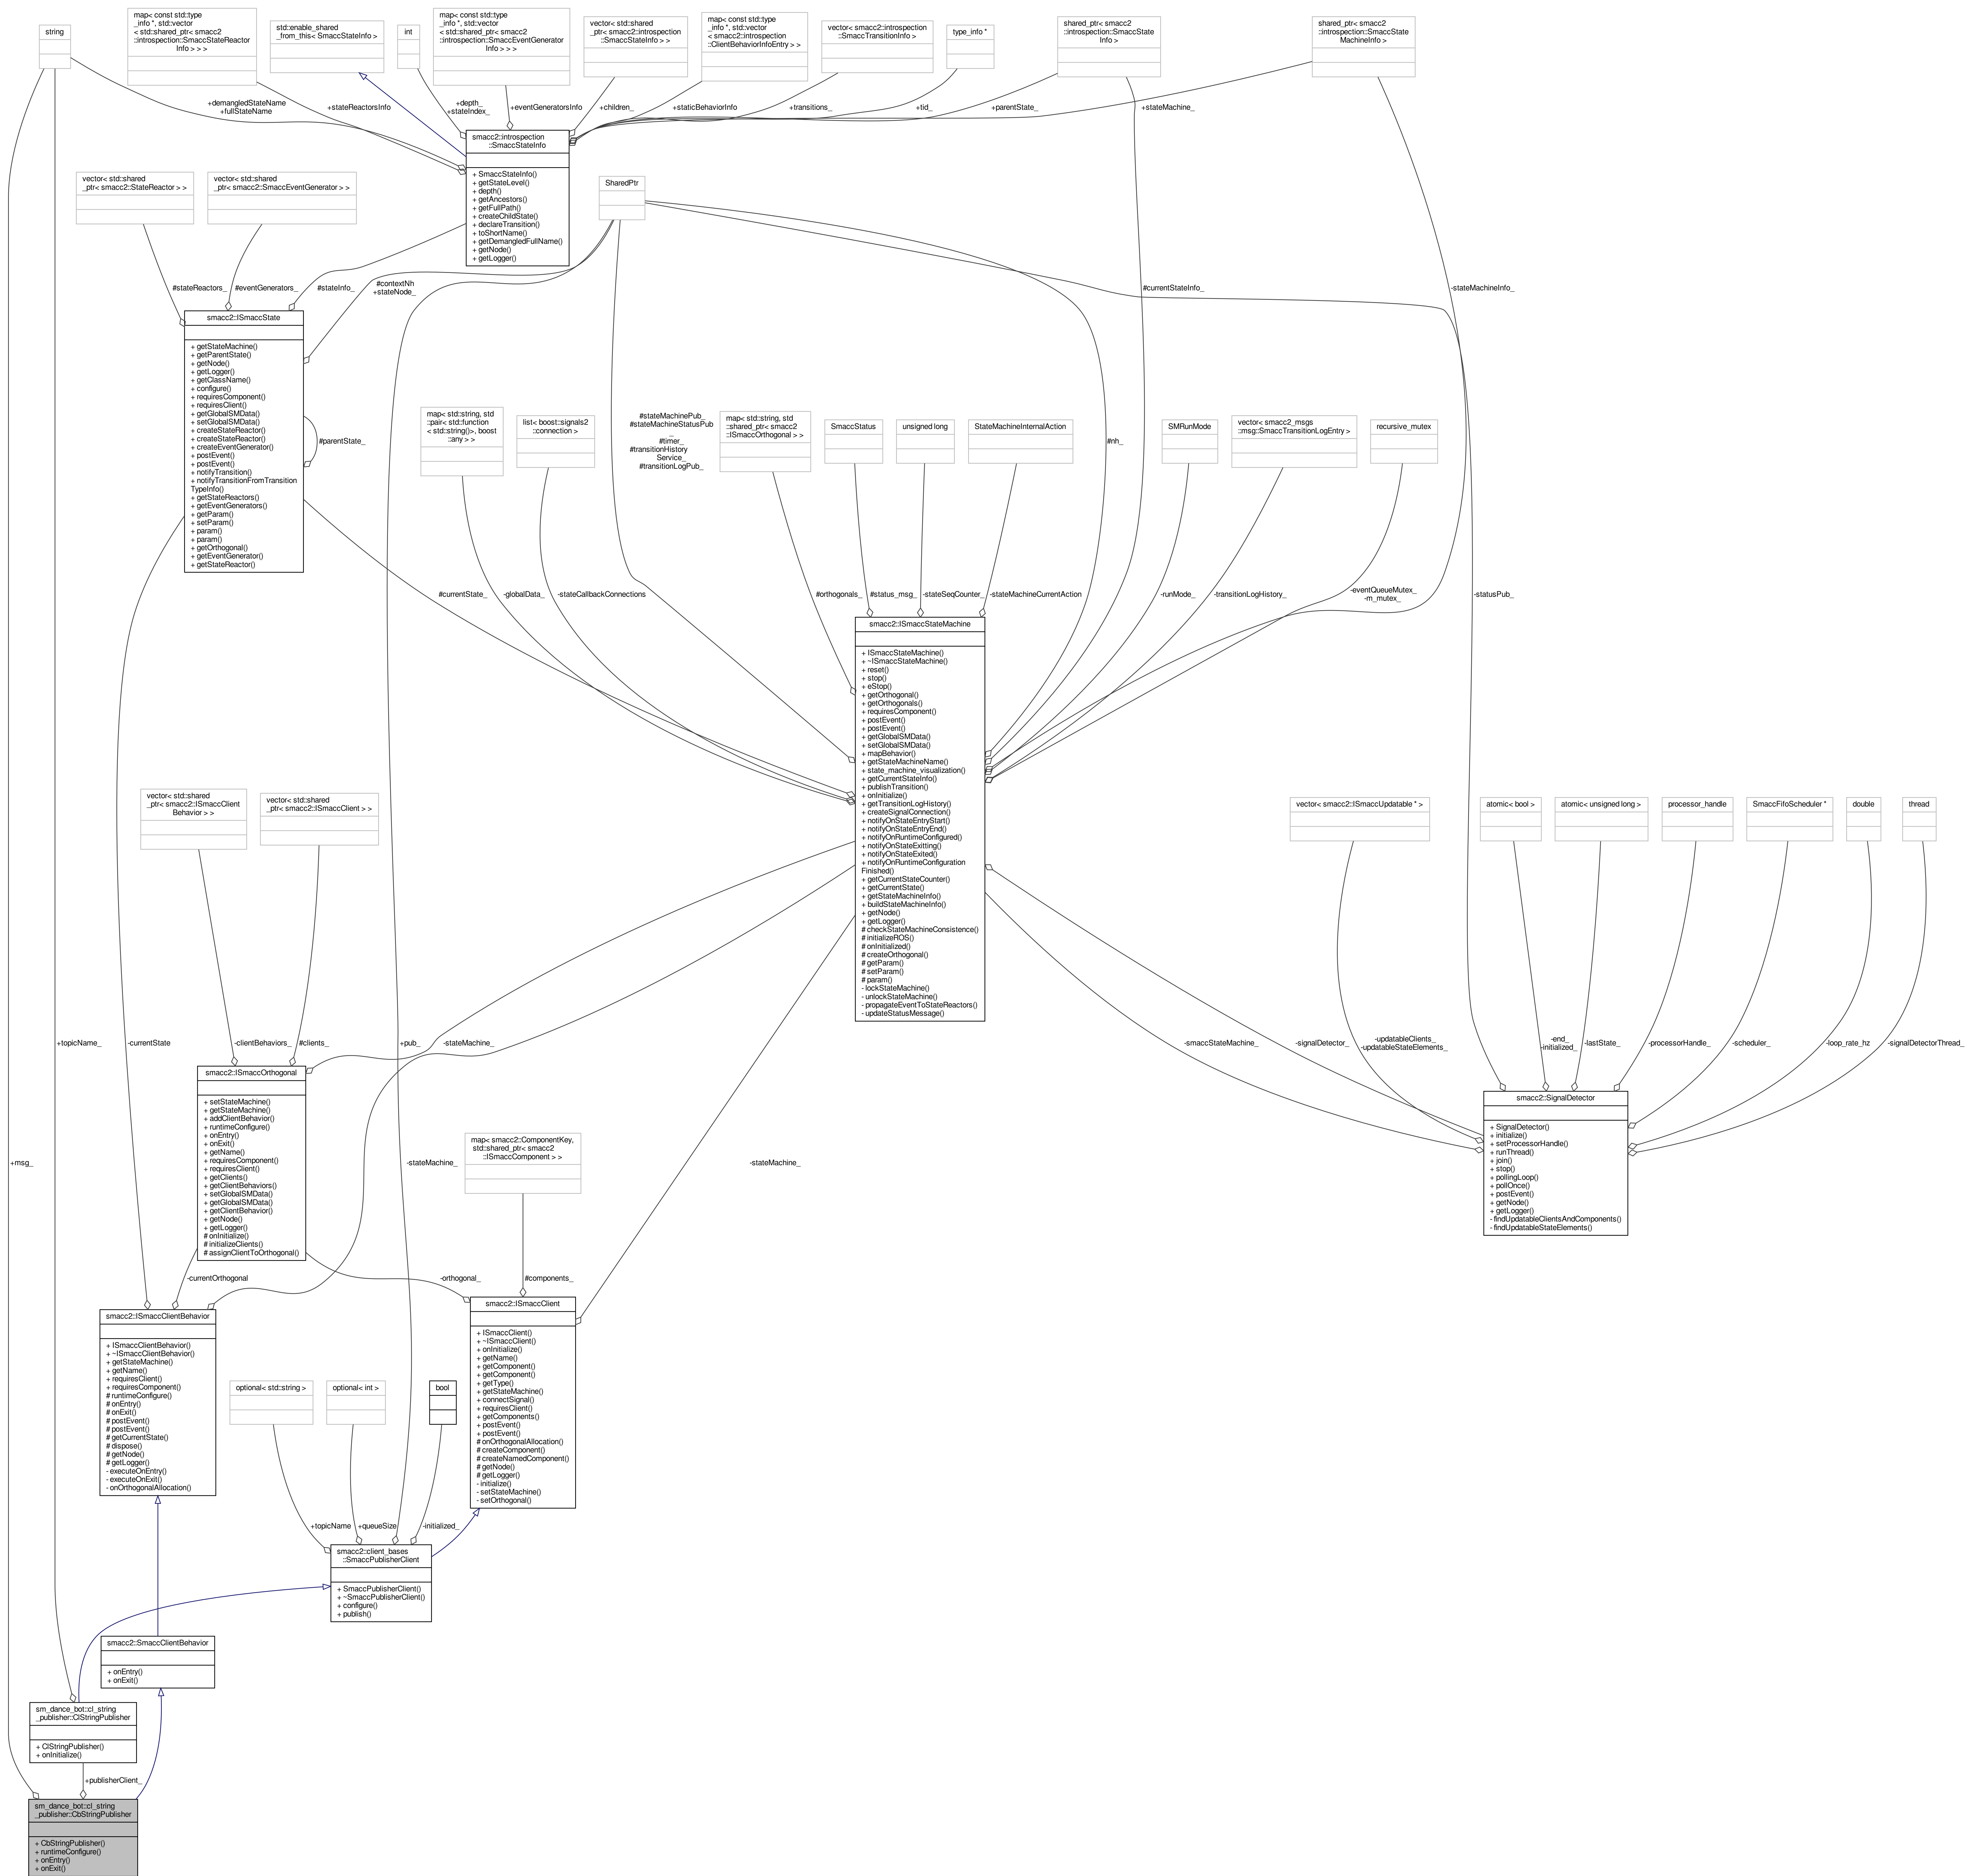 string
map< const std::type
_info *, std::vector
< std::shared_ptr< smacc2
::introspection::SmaccStateReactor
Info > > >
std::enable_shared
_from_this< SmaccStateInfo >
int
map< const std::type
_info *, std::vector
< std::shared_ptr< smacc2
::introspection::SmaccEventGenerator
Info > > >
vector< std::shared
_ptr< smacc2::introspection
::SmaccStateInfo > >
map< const std::type
_info *, std::vector
< smacc2::introspection
::ClientBehaviorInfoEntry > >
vector< smacc2::introspection
::SmaccTransitionInfo >
type_info *
shared_ptr< smacc2
::introspection::SmaccState
Info >
shared_ptr< smacc2
::introspection::SmaccState
MachineInfo >
+demangledStateName
+fullStateName
+stateReactorsInfo
+depth_
+stateIndex_
+eventGeneratorsInfo
+children_
+staticBehaviorInfo
+transitions_
+tid_
+parentState_
+stateMachine_
smacc2::introspection
::SmaccStateInfo
+ SmaccStateInfo()
+ getStateLevel()
+ depth()
+ getAncestors()
+ getFullPath()
+ createChildState()
+ declareTransition()
+ toShortName()
+ getDemangledFullName()
+ getNode()
+ getLogger()
vector< std::shared
_ptr< smacc2::StateReactor > >
vector< std::shared
_ptr< smacc2::SmaccEventGenerator > >
SharedPtr
#stateReactors_
#eventGenerators_
#stateInfo_
#contextNh
+stateNode_
#currentStateInfo_
-stateMachineInfo_
smacc2::ISmaccState
+ getStateMachine()
+ getParentState()
+ getNode()
+ getLogger()
+ getClassName()
+ configure()
+ requiresComponent()
+ requiresClient()
+ getGlobalSMData()
+ setGlobalSMData()
+ createStateReactor()
+ createStateReactor()
+ createEventGenerator()
+ postEvent()
+ postEvent()
+ notifyTransition()
+ notifyTransitionFromTransition
TypeInfo()
+ getStateReactors()
+ getEventGenerators()
+ getParam()
+ setParam()
+ param()
+ param()
+ getOrthogonal()
+ getEventGenerator()
+ getStateReactor()
#parentState_
map< std::string, std
::pair< std::function
< std::string()>, boost
::any > >
list< boost::signals2
::connection >
#stateMachinePub_
#stateMachineStatusPub
_
#timer_
#transitionHistory
Service_
#transitionLogPub_
map< std::string, std
::shared_ptr< smacc2
::ISmaccOrthogonal > >
SmaccStatus
unsigned long
StateMachineInternalAction
#nh_
SMRunMode
vector< smacc2_msgs
::msg::SmaccTransitionLogEntry >
recursive_mutex
#currentState_
-globalData_
-stateCallbackConnections
#orthogonals_
#status_msg_
-stateSeqCounter_
-stateMachineCurrentAction
-runMode_
-transitionLogHistory_
-eventQueueMutex_
-m_mutex_
-statusPub_
smacc2::ISmaccStateMachine
+ ISmaccStateMachine()
+ ~ISmaccStateMachine()
+ reset()
+ stop()
+ eStop()
+ getOrthogonal()
+ getOrthogonals()
+ requiresComponent()
+ postEvent()
+ postEvent()
+ getGlobalSMData()
+ setGlobalSMData()
+ mapBehavior()
+ getStateMachineName()
+ state_machine_visualization()
+ getCurrentStateInfo()
+ publishTransition()
+ onInitialize()
+ getTransitionLogHistory()
+ createSignalConnection()
+ notifyOnStateEntryStart()
+ notifyOnStateEntryEnd()
+ notifyOnRuntimeConfigured()
+ notifyOnStateExitting()
+ notifyOnStateExited()
+ notifyOnRuntimeConfiguration
Finished()
+ getCurrentStateCounter()
+ getCurrentState()
+ getStateMachineInfo()
+ buildStateMachineInfo()
+ getNode()
+ getLogger()
# checkStateMachineConsistence()
# initializeROS()
# onInitialized()
# createOrthogonal()
# getParam()
# setParam()
# param()
- lockStateMachine()
- unlockStateMachine()
- propagateEventToStateReactors()
- updateStatusMessage()
vector< std::shared
_ptr< smacc2::ISmaccClient
Behavior > >
vector< std::shared
_ptr< smacc2::ISmaccClient > >
vector< smacc2::ISmaccUpdatable * >
atomic< bool >
atomic< unsigned long >
processor_handle
SmaccFifoScheduler *
double
thread
+topicName_
-currentState
-clientBehaviors_
#clients_
+pub_
-stateMachine_
-smaccStateMachine_
-signalDetector_
-updatableClients_
-updatableStateElements_
-end_
-initialized_
-lastState_
-processorHandle_
-scheduler_
-loop_rate_hz
-signalDetectorThread_
smacc2::ISmaccOrthogonal
+ setStateMachine()
+ getStateMachine()
+ addClientBehavior()
+ runtimeConfigure()
+ onEntry()
+ onExit()
+ getName()
+ requiresComponent()
+ requiresClient()
+ getClients()
+ getClientBehaviors()
+ setGlobalSMData()
+ getGlobalSMData()
+ getClientBehavior()
+ getNode()
+ getLogger()
# onInitialize()
# initializeClients()
# assignClientToOrthogonal()
smacc2::SignalDetector
+ SignalDetector()
+ initialize()
+ setProcessorHandle()
+ runThread()
+ join()
+ stop()
+ pollingLoop()
+ pollOnce()
+ postEvent()
+ getNode()
+ getLogger()
- findUpdatableClientsAndComponents()
- findUpdatableStateElements()
+msg_
-stateMachine_
map< smacc2::ComponentKey,
std::shared_ptr< smacc2
::ISmaccComponent > >
-stateMachine_
-currentOrthogonal
-orthogonal_
#components_
smacc2::ISmaccClientBehavior
+ ISmaccClientBehavior()
+ ~ISmaccClientBehavior()
+ getStateMachine()
+ getName()
+ requiresClient()
+ requiresComponent()
# runtimeConfigure()
# onEntry()
# onExit()
# postEvent()
# postEvent()
# getCurrentState()
# dispose()
# getNode()
# getLogger()
- executeOnEntry()
- executeOnExit()
- onOrthogonalAllocation()
smacc2::ISmaccClient
+ ISmaccClient()
+ ~ISmaccClient()
+ onInitialize()
+ getName()
+ getComponent()
+ getComponent()
+ getType()
+ getStateMachine()
+ connectSignal()
+ requiresClient()
+ getComponents()
+ postEvent()
+ postEvent()
# onOrthogonalAllocation()
# createComponent()
# createNamedComponent()
# getNode()
# getLogger()
- initialize()
- setStateMachine()
- setOrthogonal()
optional< std::string >
optional< int >
bool
+topicName
+queueSize
-initialized_
smacc2::client_bases
::SmaccPublisherClient
+ SmaccPublisherClient()
+ ~SmaccPublisherClient()
+ configure()
+ publish()
smacc2::SmaccClientBehavior
+ onEntry()
+ onExit()
sm_dance_bot::cl_string
_publisher::ClStringPublisher
+ ClStringPublisher()
+ onInitialize()
+publisherClient_
sm_dance_bot::cl_string
_publisher::CbStringPublisher
+ CbStringPublisher()
+ runtimeConfigure()
+ onEntry()
+ onExit()